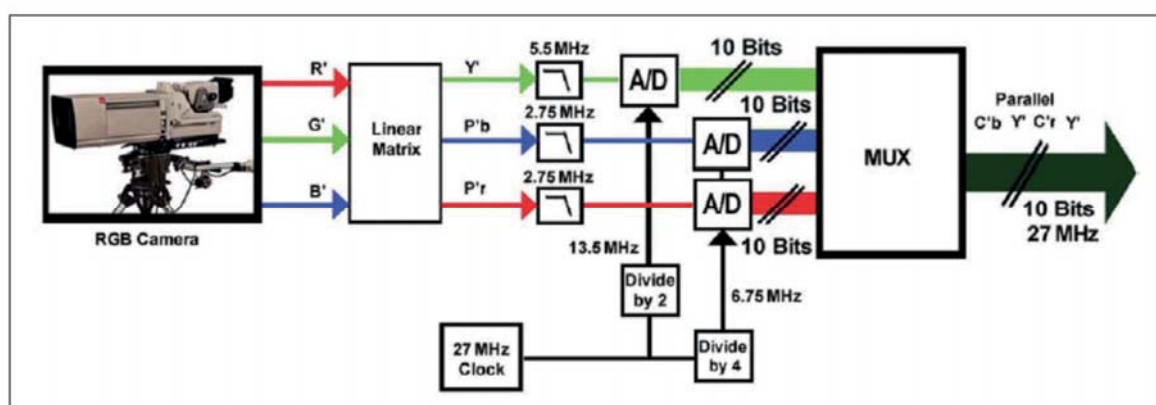 5.5 MHz
10 Bits
R'
Y'
A/D
Parallel
C'b Y' C'r Y'
2.75 MHz
10 Bits
G'
Linear
Matrix
P'b
A/D
MUX
2.75 MHz
B'
P'r
A/D
10 Bits
27 MHz
RGB Camera
13.5 MHz
10 Bits
Divide
by 2
6.75 MHz
27 MHz
Clock
Divide
by 4